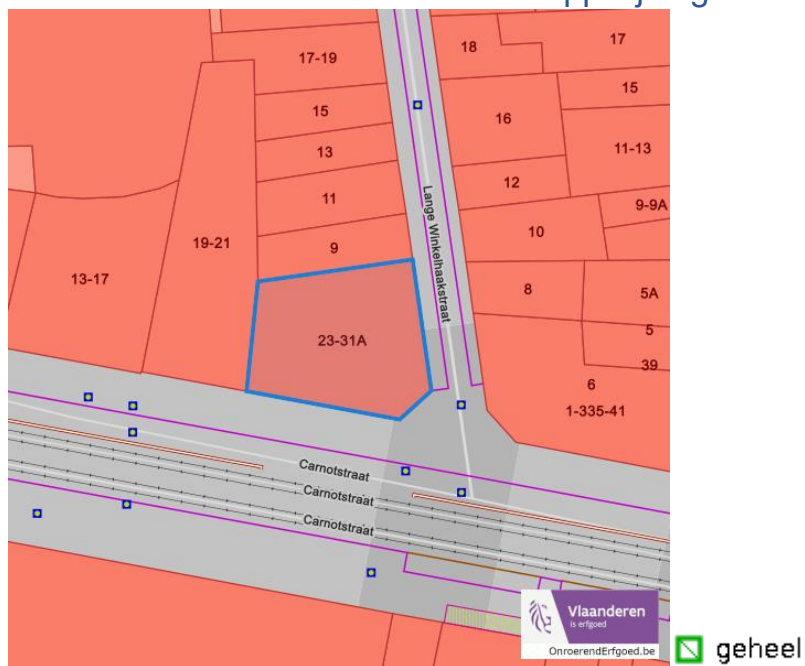 17-19
18
17
15
16
15
13
11-13
12
11
9-9A
10
9
19-21
13-17
Lange Winkelhaakstraat
8
5A
23-31A
5
39
6
1-335-41
Carnotstraat
Carnotstraat
Carnotstraat
Vlaanderen
is erfgoed
OnroerendErfgoed.be
geheel